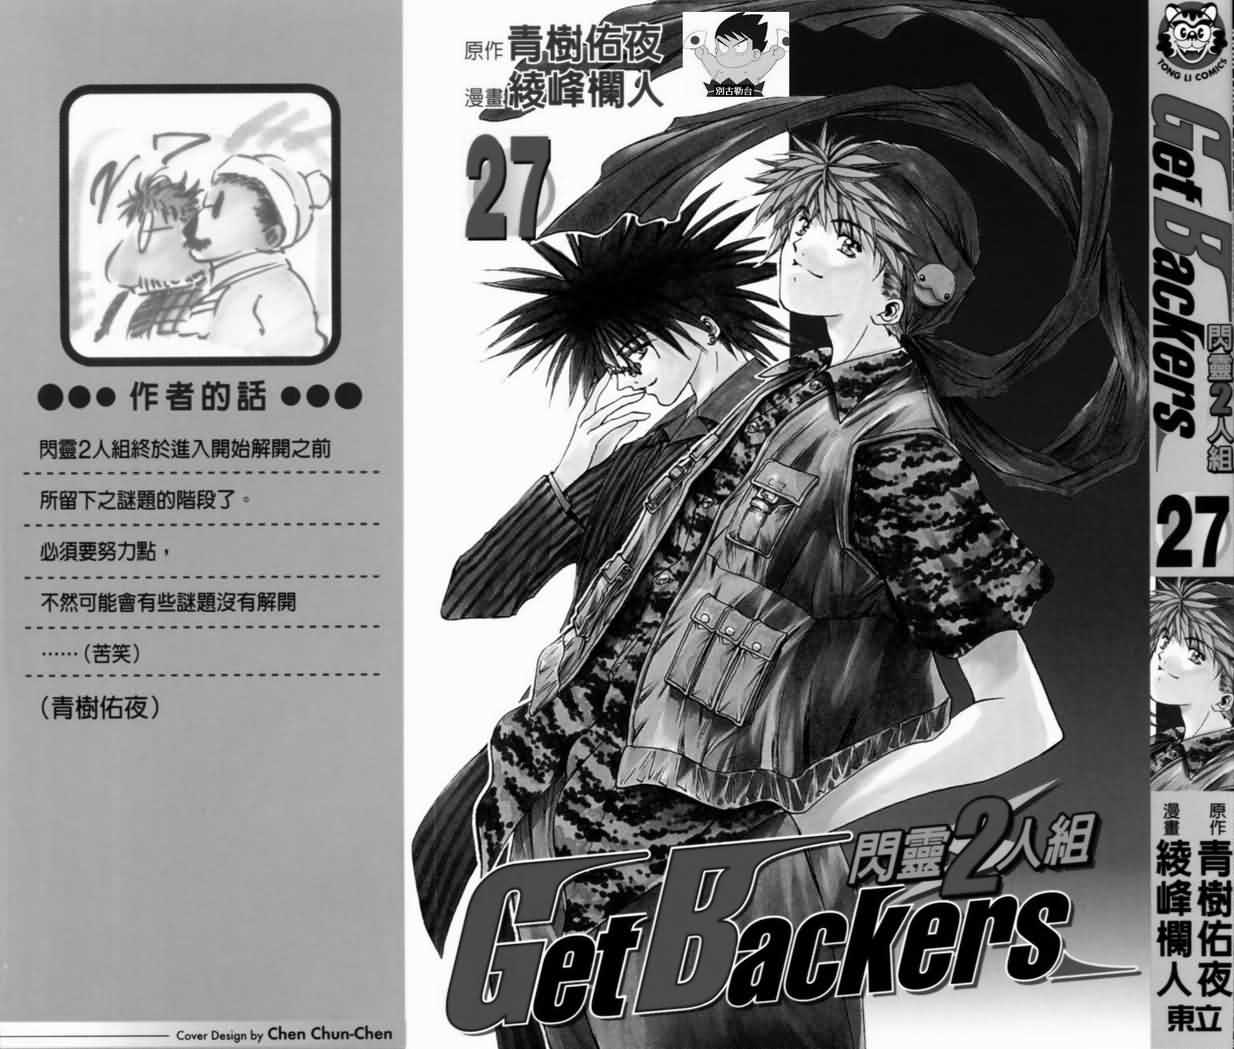 作者的話
閃靈2人組終於進入開始解開之前
所留下之謎題的階段了。
必須要努力點，
不然可能會有些謎題沒有解開
……（苦笑）
（青樹佑夜）
Cover Design by Chen Chun-Chen
原作 青樹佑夜
漫畫 綾峰欄人
別古勒台
27
閃靈2人組
Get Backers
TONG LI COMICS
Get Backers
閃靈2人組
27
原作 青樹佑夜
漫畫 綾峰欄人
東立